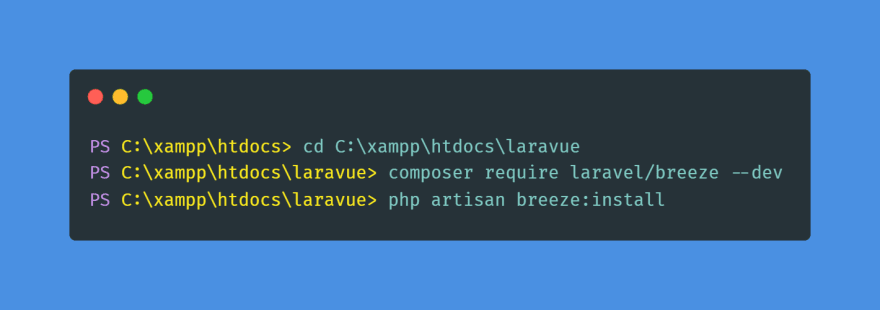 PS C:\xampp\htdocs> cd C:\xampp\htdocs\laravue
PS C:\xampp\htdocs\laravue> composer require laravel/breeze --dev
PS C:\xampp\htdocs\laravue> php artisan breeze:install